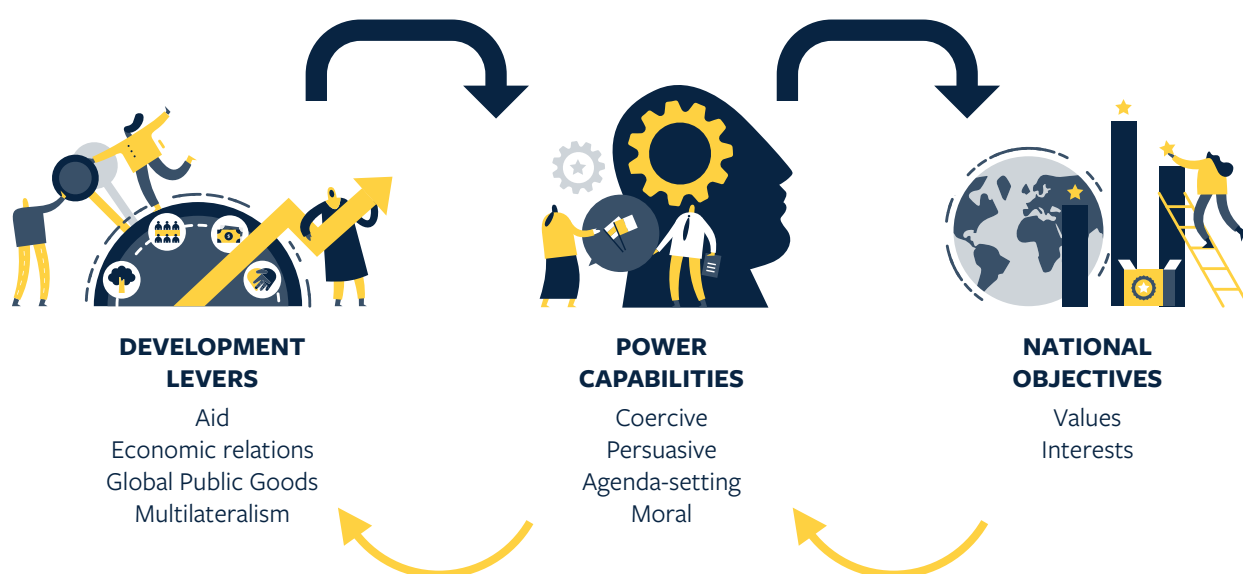 DEVELOPMENT
LEVERS
Aid
Economic relations
Global Public Goods
Multilateralism
POWER
CAPABILITIES
Coercive
Persuasive
Agenda-setting
Moral
NATIONAL
OBJECTIVES
Values
Interests